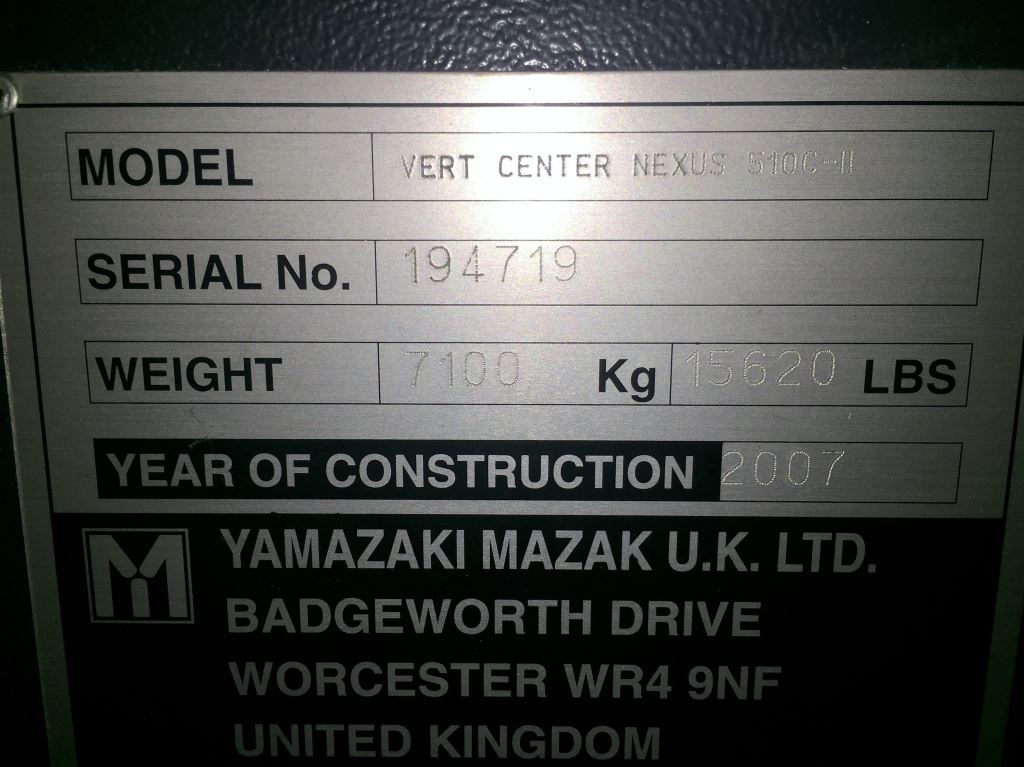 MODEL VERT CENTER NEXUS 510C-II
SERIAL No. 194719
WEIGHT 7100 Kg 15620 LBS
YEAR OF CONSTRUCTION 2007
YAMAZAKI MAZAK U.K. LTD.
BADGEWORTH DRIVE
WORCESTER WR4 9NF
UNITED KINGDOM